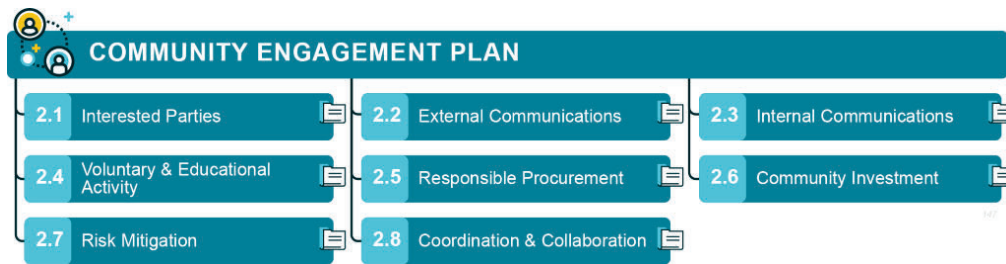 COMMUNITY ENGAGEMENT PLAN
2.1 Interested Parties
2.2 External Communications
2.3 Internal Communications
2.4 Voluntary & Educational
Activity
2.5 Responsible Procurement
2.6 Community Investment
2.7 Risk Mitigation
2.8 Coordination & Collaboration